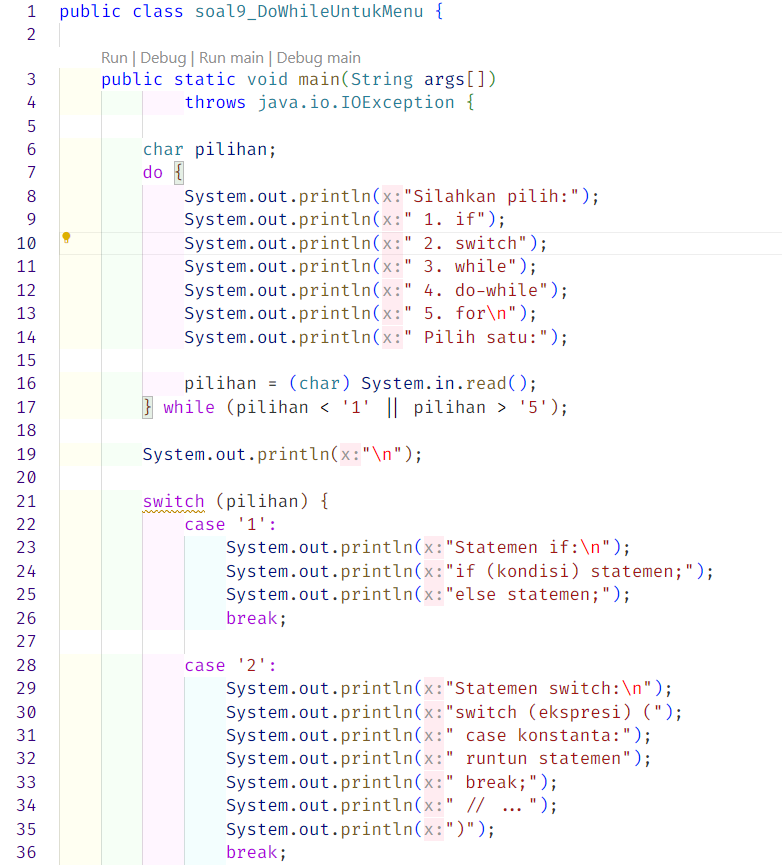 1 public class soal9_DoWhileUntukMenu {
2
Run | Debug | Run main | Debug main
3 public static void main(String args[])
4 throws java.io.IOException {
5
6 char pilihan;
7 do {
8 System.out.println(x:"Silahkan pilih:");
9 System.out.println(x:" 1. if");
10 System.out.println(x:" 2. switch");
11 System.out.println(x:" 3. while");
12 System.out.println(x:" 4. do-while");
13 System.out.println(x:" 5. for\n");
14 System.out.println(x:" Pilih satu:");
15
16 pilihan = (char) System.in.read();
17 } while (pilihan < '1' || pilihan > '5');
18
19 System.out.println(x:"\n");
20
21 switch (pilihan) {
22 case '1':
23 System.out.println(x:"Statemen if:\n");
24 System.out.println(x:"if (kondisi) statemen;");
25 System.out.println(x:"else statemen;");
26 break;
27
28 case '2':
29 System.out.println(x:"Statemen switch:\n");
30 System.out.println(x:"switch (ekspresi) (");
31 System.out.println(x:" case konstanta:");
32 System.out.println(x:" runtun statemen");
33 System.out.println(x:" break;");
34 System.out.println(x:" // ...");
35 System.out.println(x:")");
36 break;